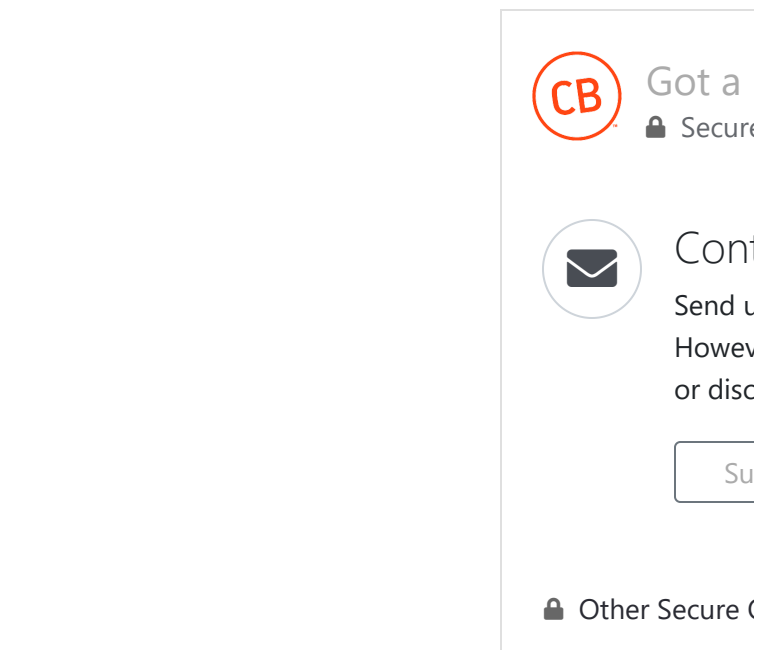 CB
Got a
Secure
Cont
Send u
Howev
or disc
Su
Other Secure